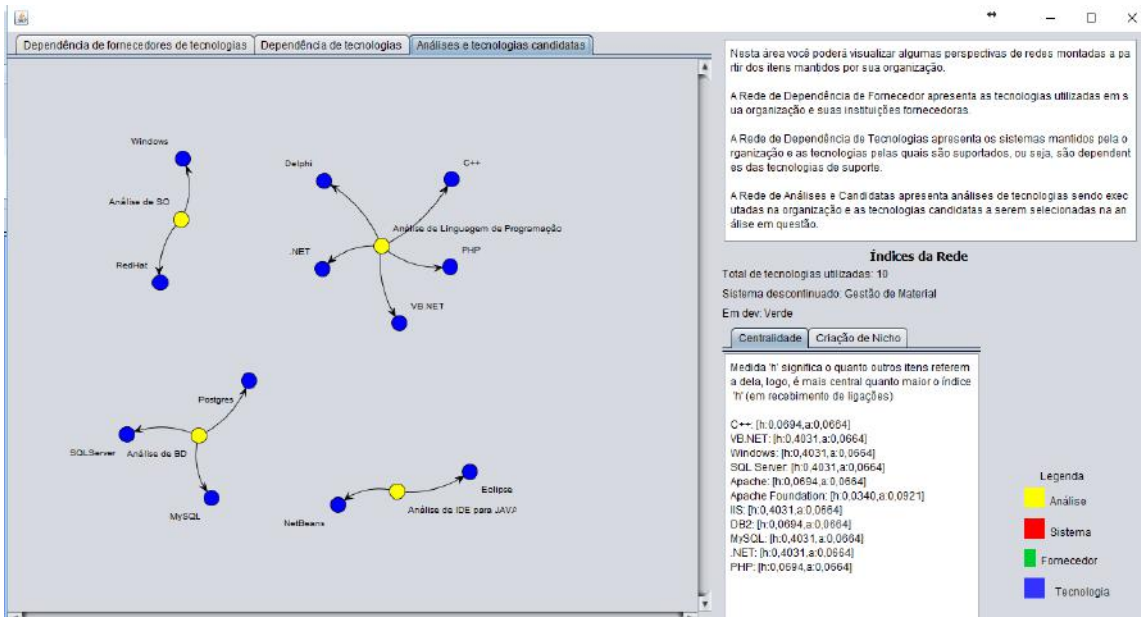 Dependência de fornecedores de tecnologias
Dependência de tecnologias
Análises e tecnologias candidatas
Windows
Análise de SO
RedHat
Delphi
C++
Análise de Linguagem de Programação
.NET
PHP
VB.NET
Postgres
SQLServer
Análise de BD
MySQL
Eclipse
Análise de IDE para JAVA
NetBeans
Nesta área você poderá visualizar algumas perspectivas de redes montadas a pa
rtir dos itens mantidos por sua organização.
A Rede de Dependência de Fornecedor apresenta as tecnologias utilizadas em s
ua organização e suas instituições fornecedoras.
A Rede de Dependência de Tecnologias apresenta os sistemas mantidos pela o
rganização e as tecnologias pelas quais são suportados, ou seja, são dependent
es das tecnologias de suporte.
A Rede de Análises e Candidatas apresenta análises de tecnologias sendo exec
utadas na organização e as tecnologias candidatas a serem selecionadas na an
álise em questão.
Índices da Rede
Total de tecnologias utilizadas: 10
Sistema descontinuado: Gestão de Material
Em dev: Verde
Centralidade
Criação de Nicho
Medida 'h' significa o quanto outros itens referem
a dela, logo, é mais central quanto maior o índice
'h' (em recebimento de ligações)
C++: [h:0,0694,a:0,0664]
VB.NET: [h:0,4031,a:0,0664]
Windows: [h:0,4031,a:0,0664]
SQL Server: [h:0,4031,a:0,0664]
Apache: [h:0,0694,a:0,0664]
Apache Foundation: [h:0,0340,a:0,0921]
IIS: [h:0,4031,a:0,0664]
DB2: [h:0,0694,a:0,0664]
MySQL: [h:0,4031,a:0,0664]
.NET: [h:0,4031,a:0,0664]
PHP: [h:0,0694,a:0,0664]
Legenda
Análise
Sistema
Fornecedor
Tecnologia